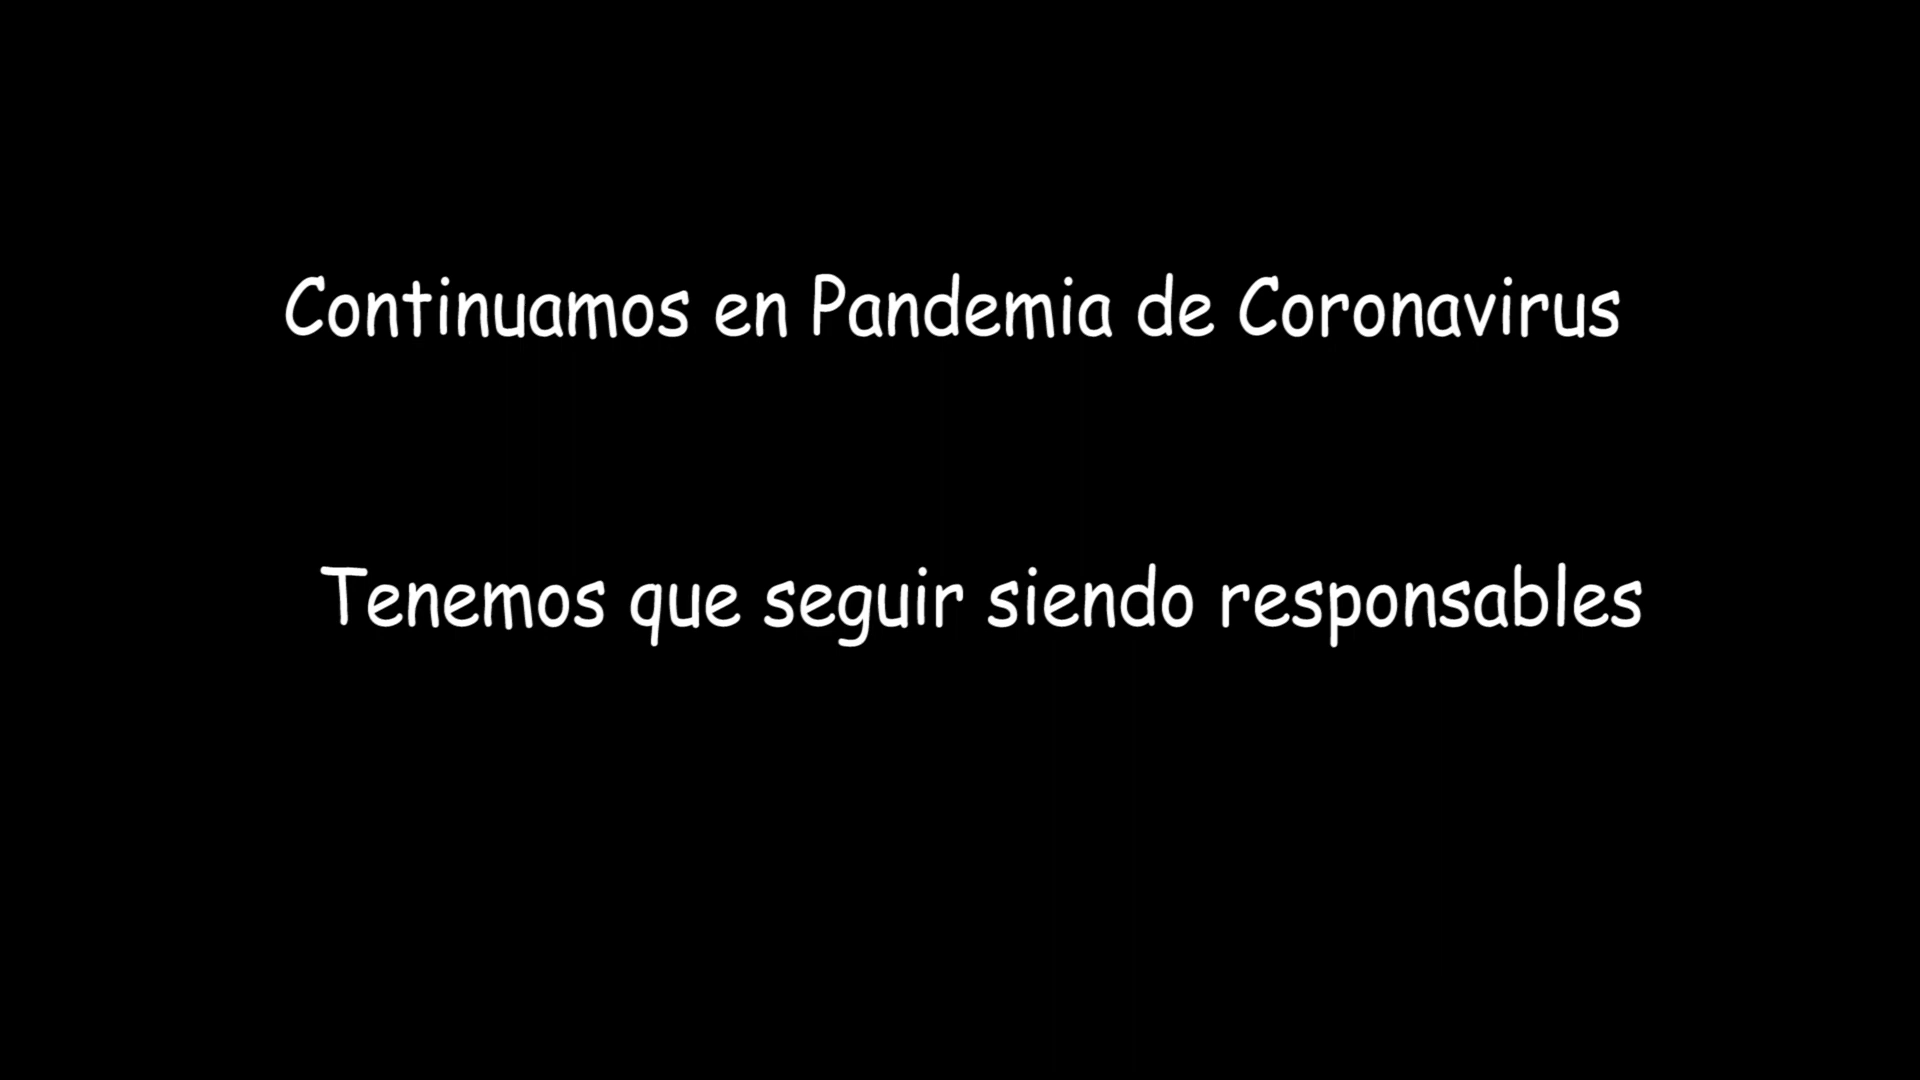 Continuamos en Pandemia de Coronavirus
Tenemos que seguir siendo responsables